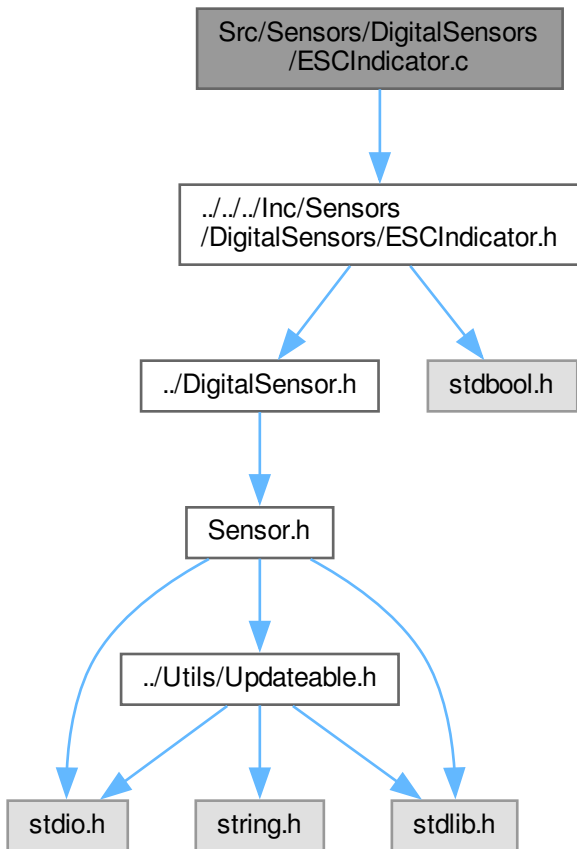 Src/Sensors/DigitalSensors
/ESCIndicator.c
../../../Inc/Sensors
/DigitalSensors/ESCIndicator.h
../DigitalSensor.h
stdbool.h
Sensor.h
../Utils/Updateable.h
stdio.h
string.h
stdlib.h